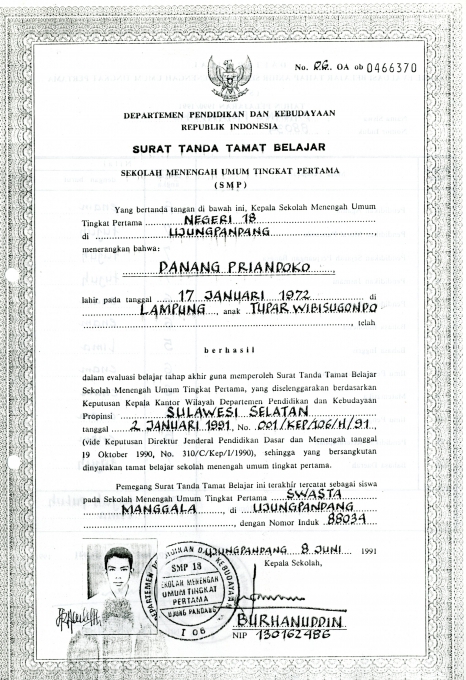 No. OA ob 0466370
DEPARTEMEN PENDIDIKAN DAN KEBUDAYAAN
REPUBLIK INDONESIA
SURAT TANDA TAMAT BELAJAR
SEKOLAH MENENGAH UMUM TINGKAT PERTAMA
(SMP)
Yang bertanda tangan di bawah ini, Kepala Sekolah Menengah Umum
Tingkat Pertama NEGERI 18
di UJUNGPANDANG
menerangkan bahwa:
DANANG PRIANDOKO
lahir pada tanggal 17 JANUARI 1972 di
LAMPUNG, anak TUPAR WIBISUGONDO
, telah
berhasil
dalam evaluasi belajar tahap akhir guna memperoleh Surat Tanda Tamat Belajar
Sekolah Menengah Umum Tingkat Pertama, yang diselenggarakan berdasarkan
Keputusan Kepala Kantor Wilayah Departemen Pendidikan dan Kebudayaan
Propinsi SULAWESI SELATAN
tanggal 2 JANUARI 1991, No. 001/KEP/106/H/91
(vide Keputusan Direktur Jenderal Pendidikan Dasar dan Menengah tanggal
19 Oktober 1990, No. 310/C/Kep/I/1990), sehingga yang bersangkutan
dinyatakan tamat belajar sekolah menengah umum tingkat pertama.
Pemegang Surat Tanda Tamat Belajar ini terakhir tercatat sebagai siswa
pada Sekolah Menengah Umum Tingkat Pertama SWASTA
MANGGALA, di UJUNGPANDANG
, dengan Nomor Induk 88034
UJUNGPANDANG 8 JUNI 1991
Kepala Sekolah,
DEPARTEMEN PENDIDIKAN DAN KEBUDAYAAN
SMP 18
SEKOLAH MENENGAH
UMUM TINGKAT
PERTAMA
UJUNG PANDANG
I 06
BURHANUDDIN
NIP 130162486